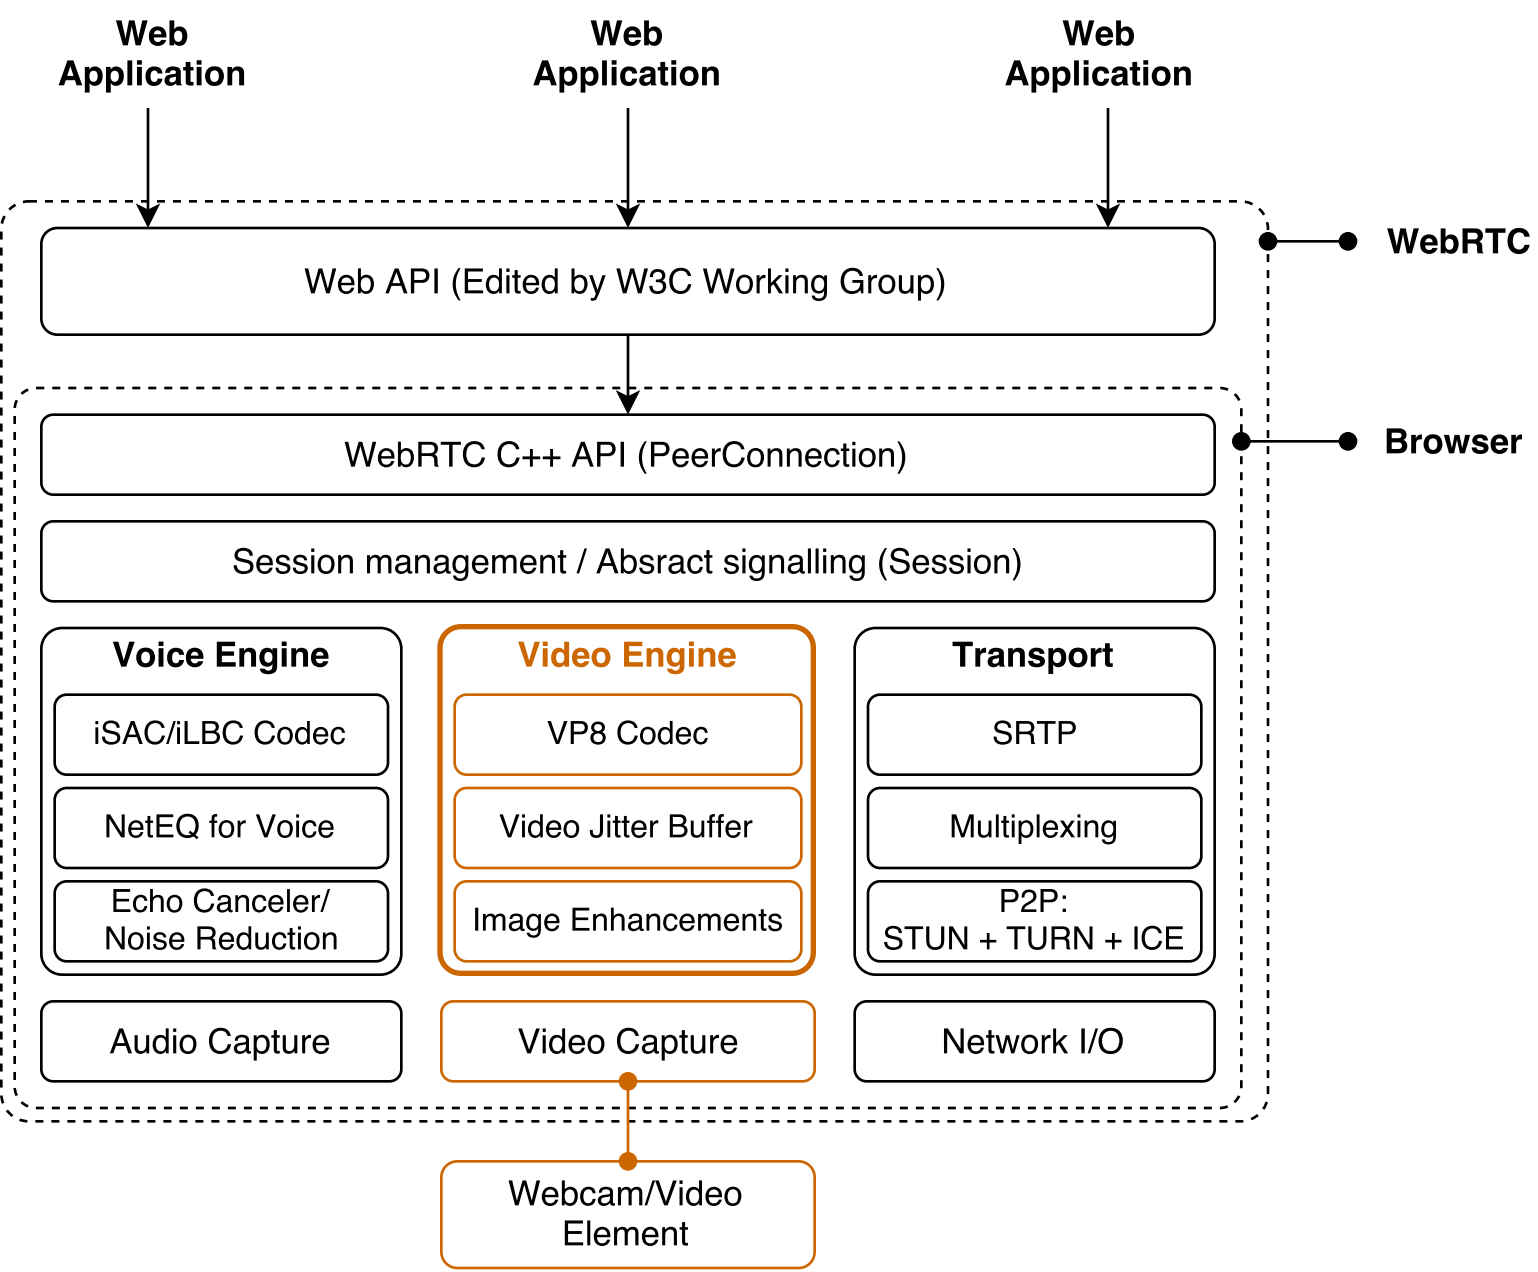 Web
Application
Web
Application
Web
Application
WebRTC
Web API (Edited by W3C Working Group)
Browser
WebRTC C++ API (PeerConnection)
Session management / Absract signalling (Session)
Voice Engine
iSAC/iLBC Codec
NetEQ for Voice
Echo Canceler/
Noise Reduction
Video Engine
VP8 Codec
Video Jitter Buffer
Image Enhancements
Transport
SRTP
Multiplexing
P2P:
STUN + TURN + ICE
Audio Capture
Video Capture
Network I/O
Webcam/Video
Element